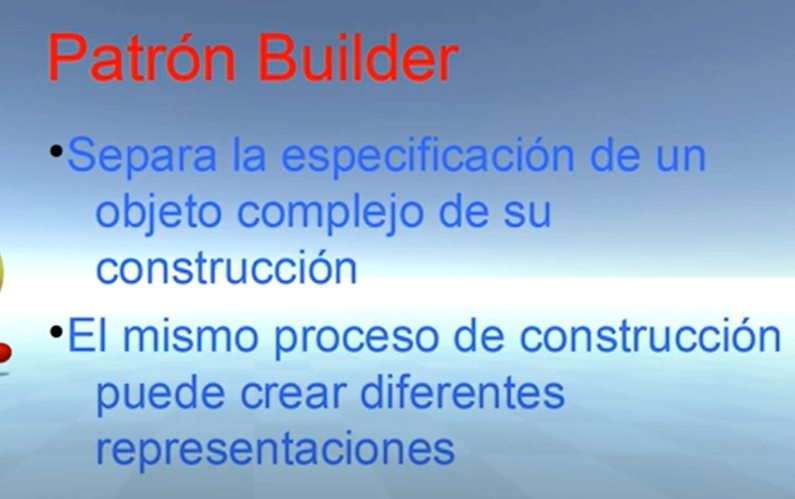 Patrón Builder
•Separa la especificación de un
objeto complejo de su
construcción
•El mismo proceso de construcción
puede crear diferentes
representaciones